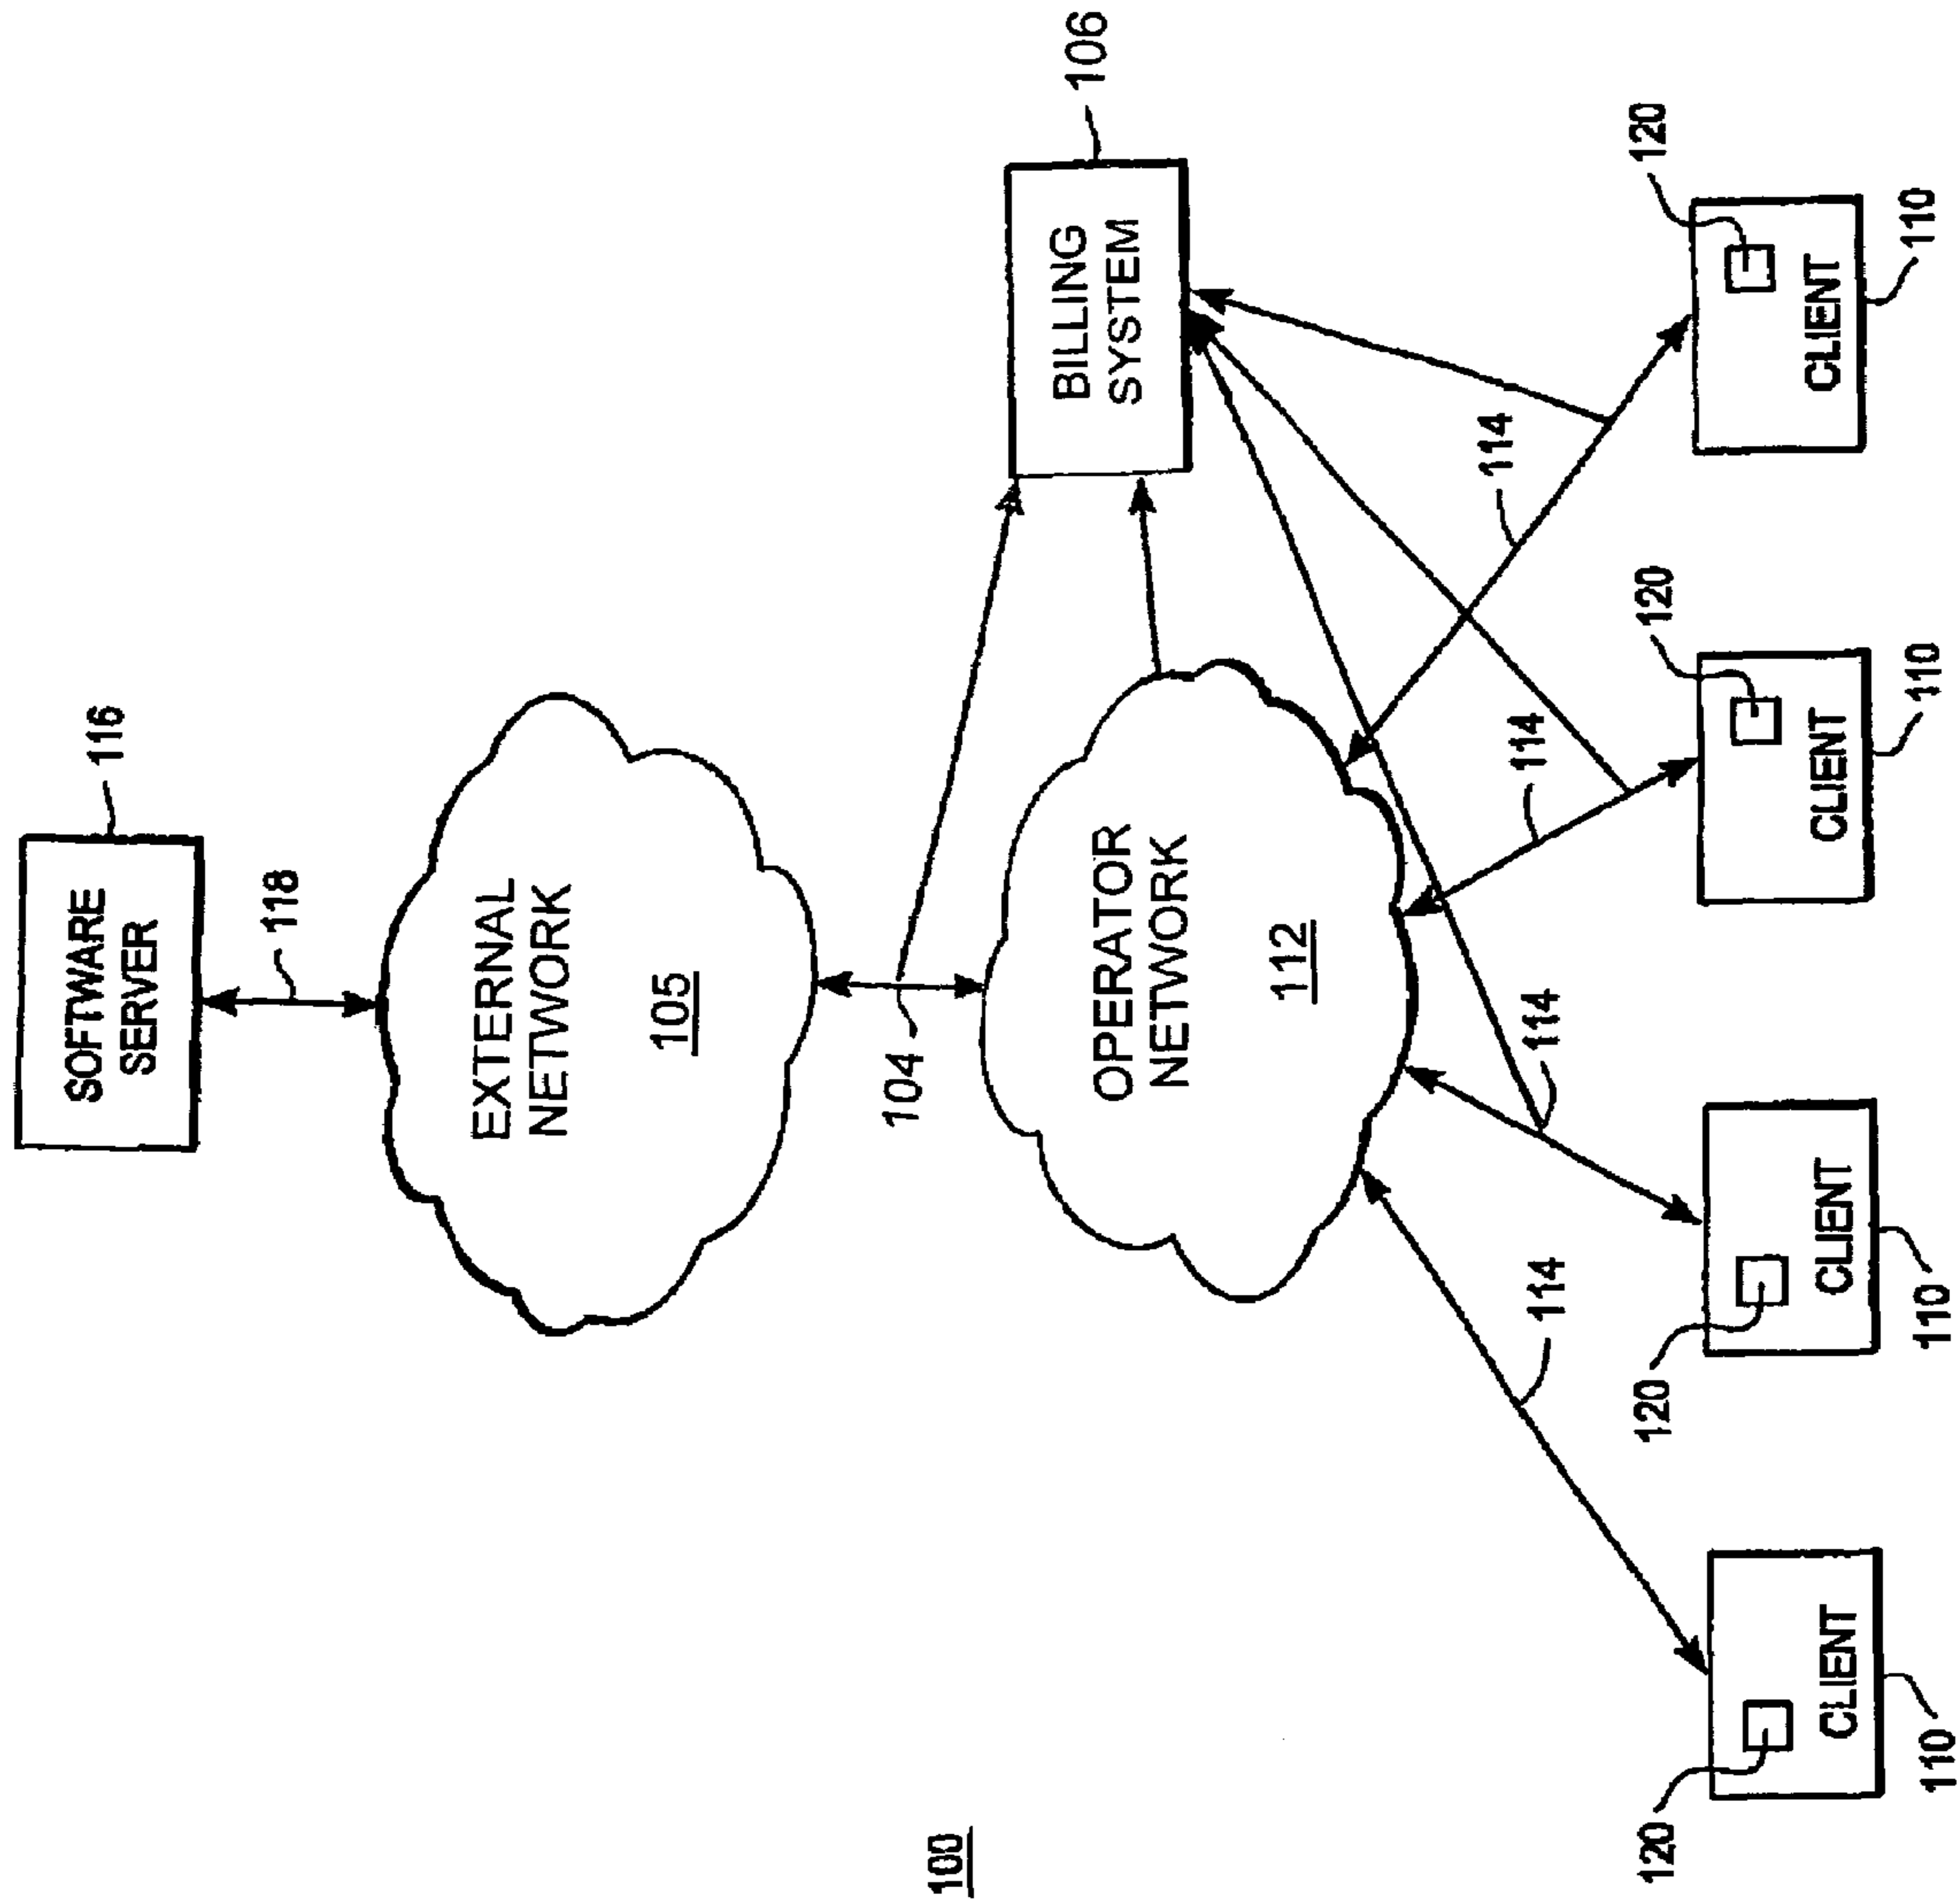 SOFTWARE
SERVER
116
118
EXTERNAL
NETWORK
105
104
100
106
BILLING
SYSTEM
OPERATOR
NETWORK
112
114
114
114
114
120
120
120
120
CLIENT
CLIENT
CLIENT
CLIENT
110
110
110
110